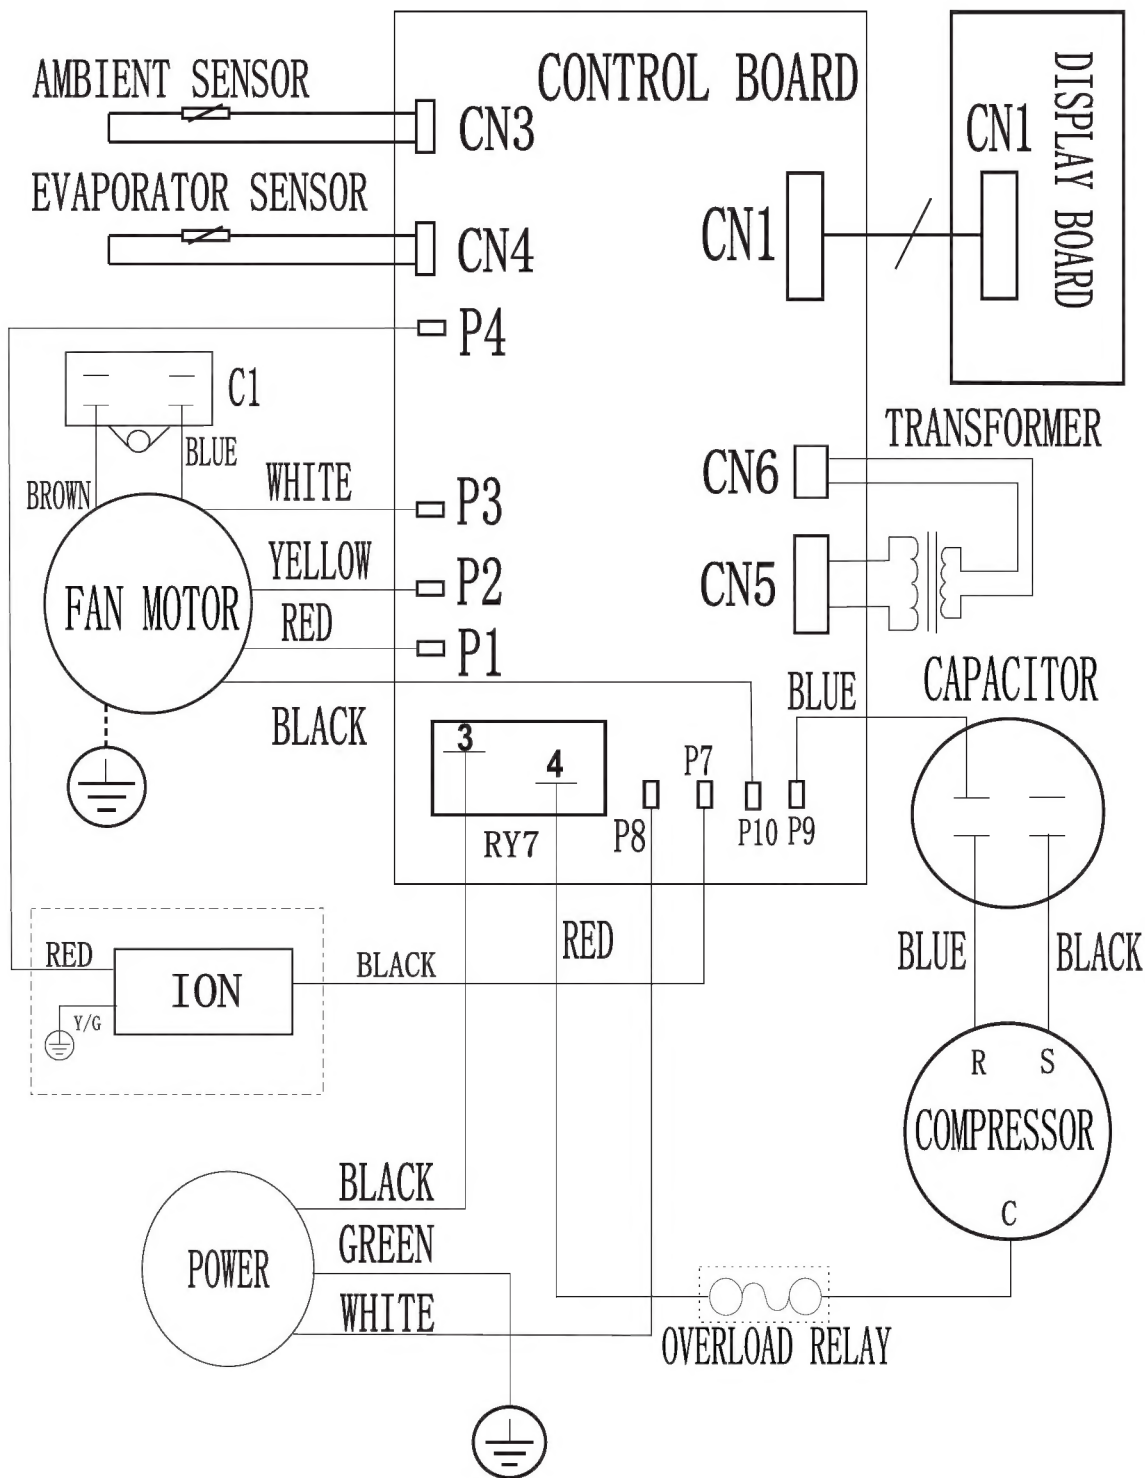 AMBIENT SENSOR
CONTROL BOARD
DISPLAY BOARD
CN3
CN1
EVAPORATOR SENSOR
CN4
CN1
P4
C1
TRANSFORMER
BLUE
BROWN
WHITE
P3
CN6
YELLOW
P2
CN5
FAN MOTOR
RED
P1
BLACK
BLUE
CAPACITOR
3
4
P7
RY7
P8
P10
P9
RED
BLACK
RED
BLUE
BLACK
ION
Y/G
R
S
COMPRESSOR
C
BLACK
GREEN
POWER
WHITE
OVERLOAD RELAY